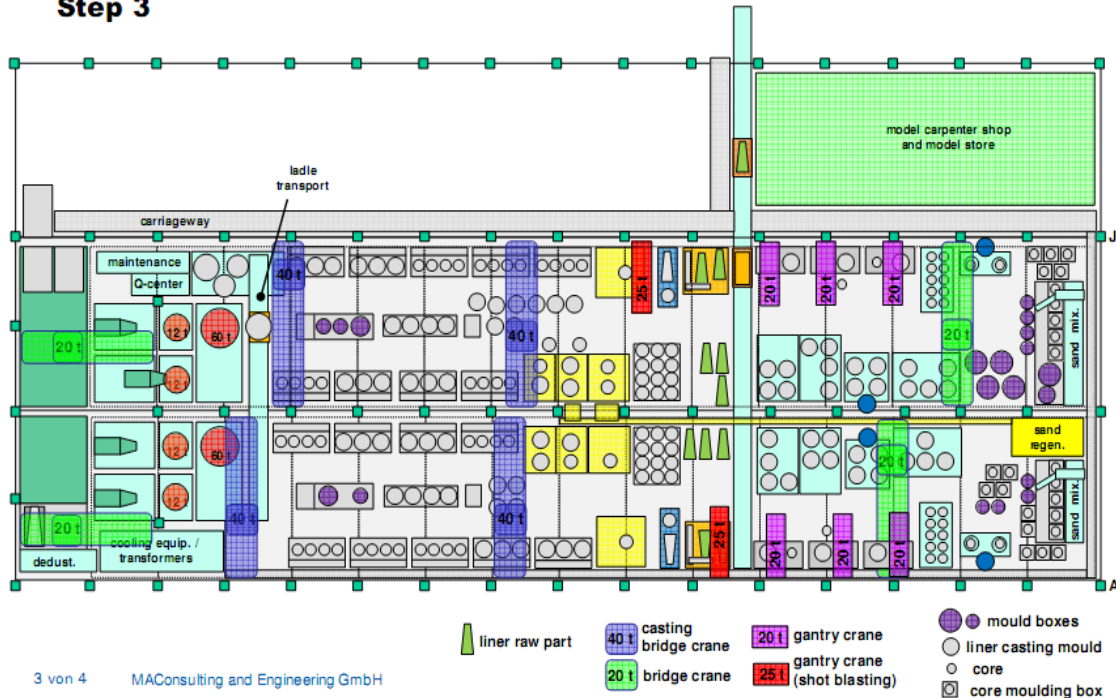 Step 3
model carpenter shop
and model store
ladle
transport
carriageway
J
maintenance
Q-center
40 t
25 t
20 t
20 t
20 t
12 t
60 t
20 t
40 t
20 t
sand mix.
12 t
sand
regen.
12 t
60 t
20 t
12 t
20 t
40 t
40 t
25 t
20 t
20 t
20 t
sand mix.
cooling equip. /
transformers
dedust.
A
liner raw part
40 t
casting
bridge crane
20 t
bridge crane
20 t
gantry crane
25 t
gantry crane
(shot blasting)
mould boxes
liner casting mould
core
core moulding box
3 von 4
MAConsulting and Engineering GmbH